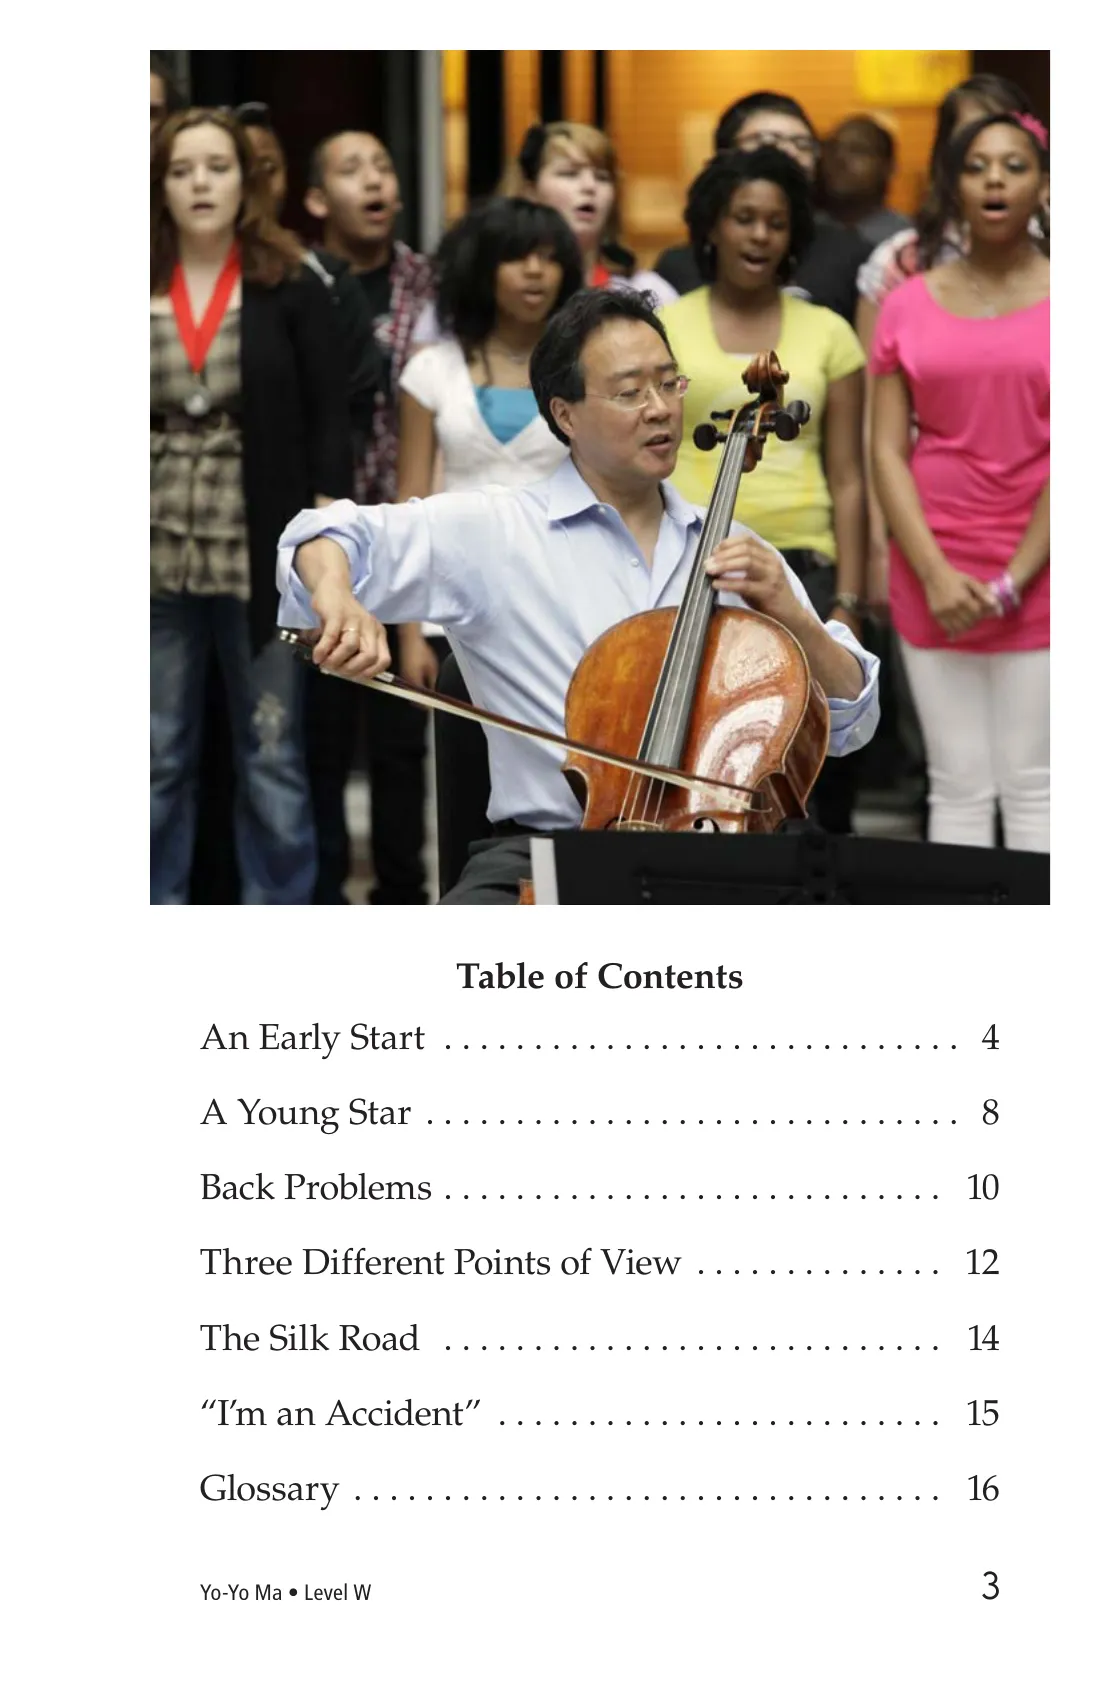 Table of Contents
An Early Start . . . . . . . . . . . . . . . . . . . . . . . . . . . . . 4
A Young Star . . . . . . . . . . . . . . . . . . . . . . . . . . . . . . 8
Back Problems . . . . . . . . . . . . . . . . . . . . . . . . . . . . 10
Three Different Points of View . . . . . . . . . . . . . . 12
The Silk Road . . . . . . . . . . . . . . . . . . . . . . . . . . . . 14
“I’m an Accident” . . . . . . . . . . . . . . . . . . . . . . . . . 15
Glossary . . . . . . . . . . . . . . . . . . . . . . . . . . . . . . . . . 16
Yo-Yo Ma • Level W 3